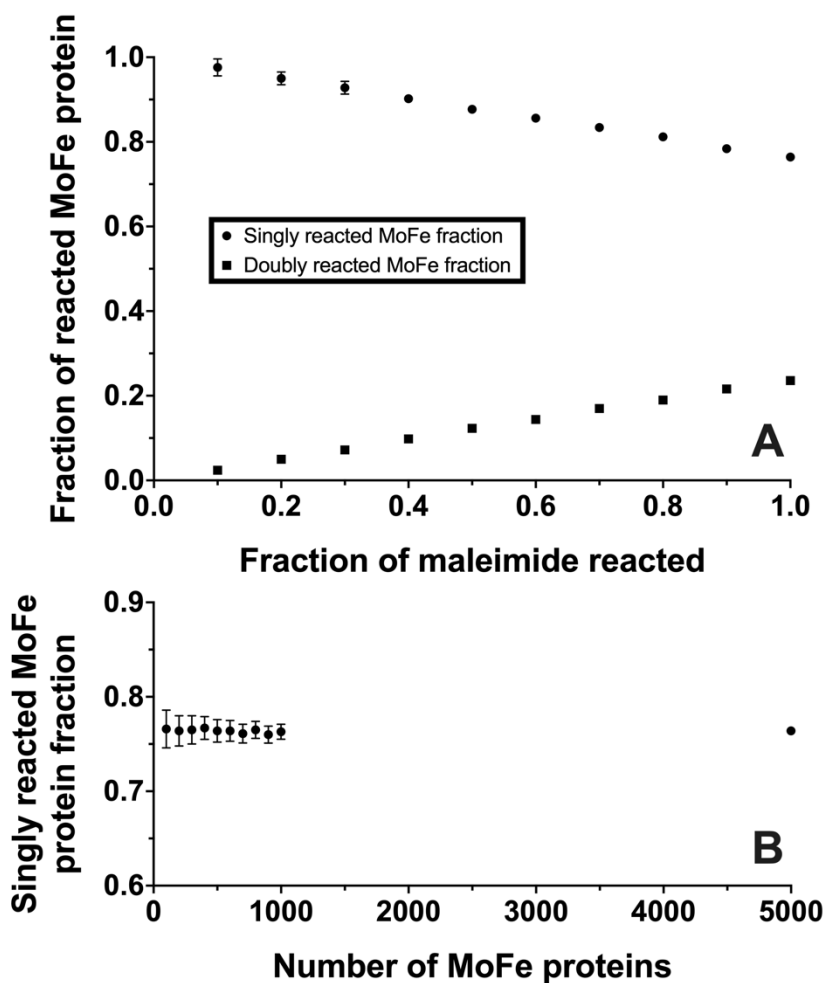 Fraction of reacted MoFe protein
1.0
0.8
0.6
0.4
0.2
0.0
Singly reacted MoFe fraction
Doubly reacted MoFe fraction
A
0.0 0.2 0.4 0.6 0.8 1.0
Fraction of maleimide reacted
Singly reacted MoFe
protein fraction
0.9
0.8
0.7
0.6
B
0 1000 2000 3000 4000 5000
Number of MoFe proteins